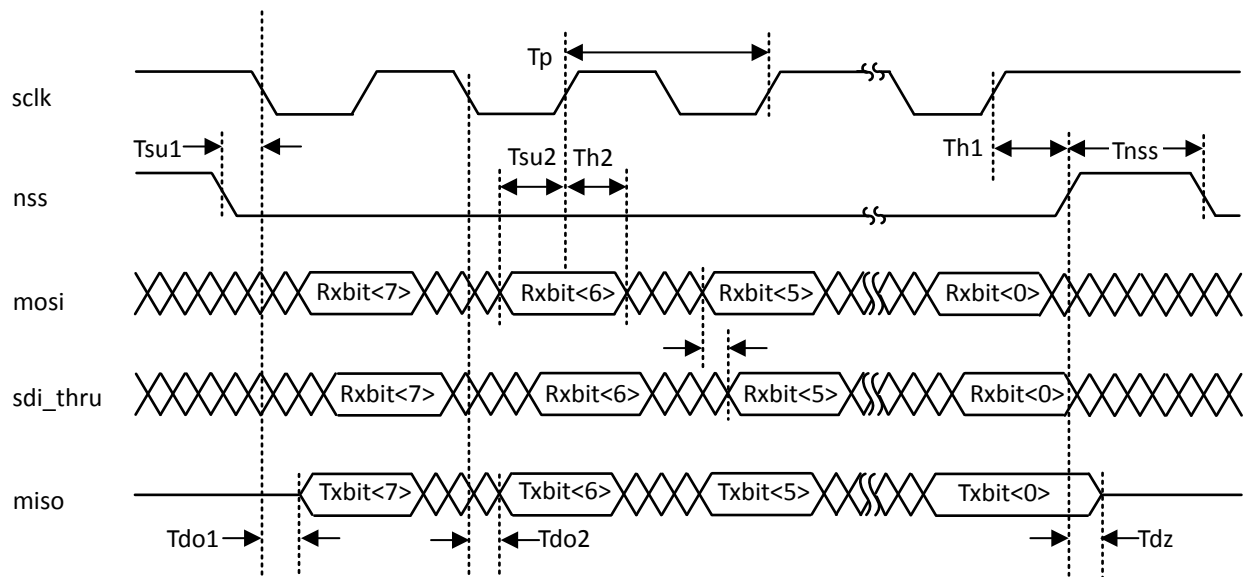 Tp
sclk
Tsu1
Tsu2
Th2
Th1
Tnss
nss
mosi
Rxbit<7>
Rxbit<6>
Rxbit<5>
Rxbit<0>
sdi_thru
Rxbit<7>
Rxbit<6>
Rxbit<5>
Rxbit<0>
miso
Txbit<7>
Txbit<6>
Txbit<5>
Txbit<0>
Tdo1
Tdo2
Tdz